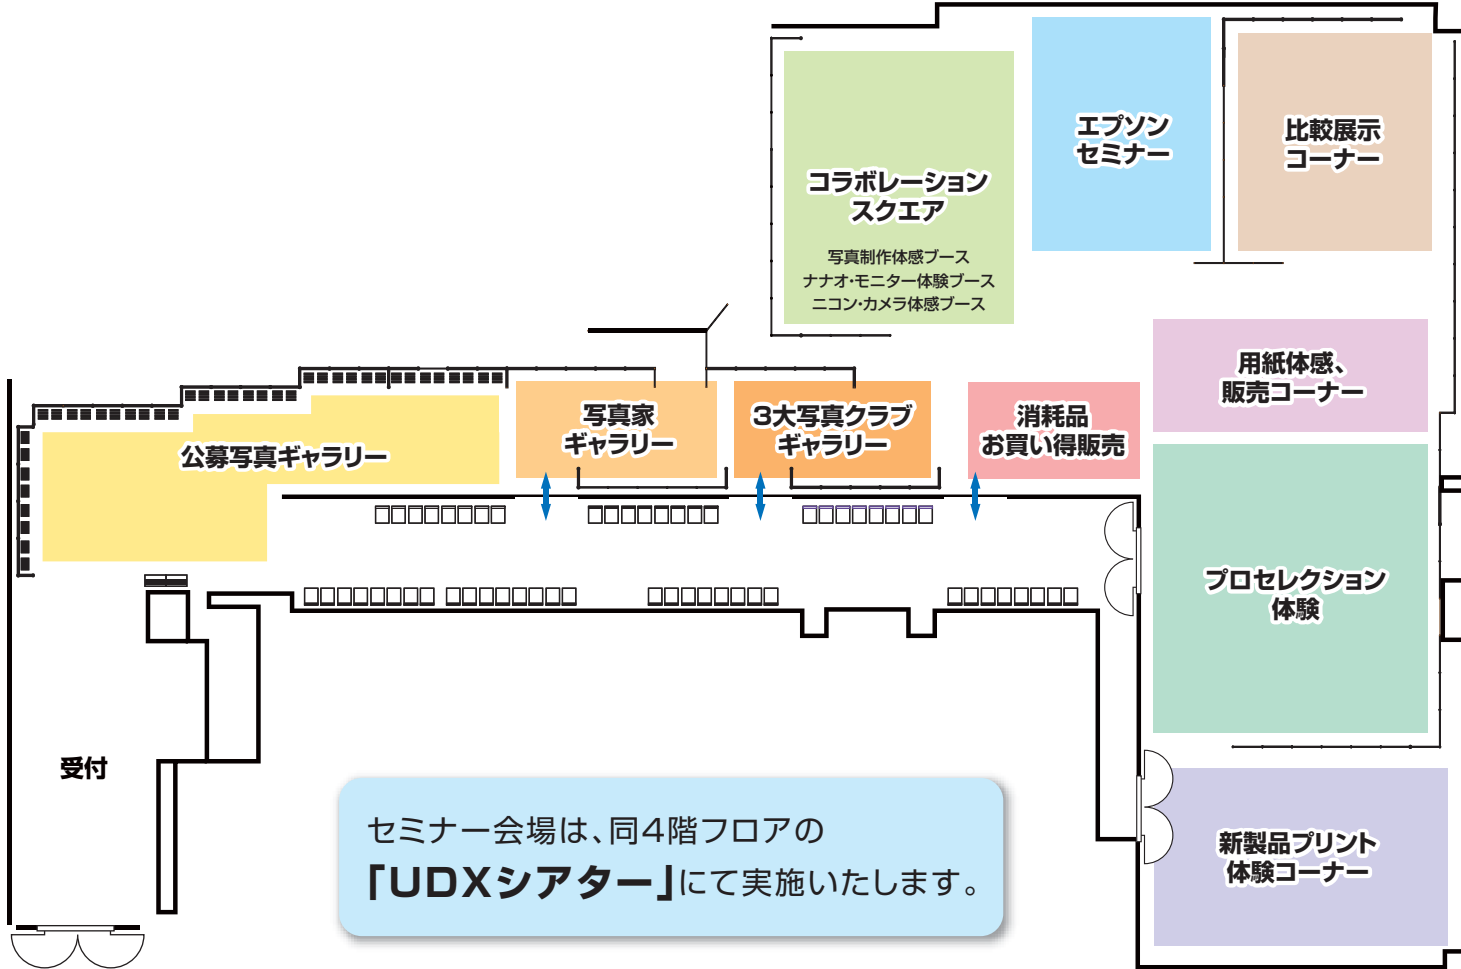 エプソン
セミナー
比較展示
コーナー
コラボレーション
スクエア
写真制作体感ブース
ナナオ・モニター体験ブース
ニコン・カメラ体感ブース
用紙体感、
販売コーナー
写真家
ギャラリー
3大写真クラブ
ギャラリー
消耗品
お買い得販売
公募写真ギャラリー
プロセレクション
体験
受付
新製品プリント
体験コーナー
セミナー会場は、同4階フロアの
「UDXシアター」にて実施いたします。